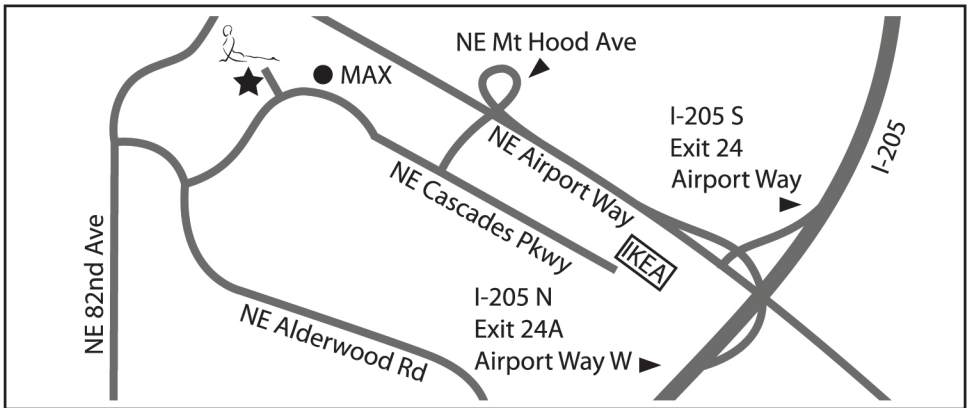 NE Mt Hood Ave
MAX
I-205 S
Exit 24
Airport Way
I-205
NE Airport Way
NE Cascades Pkwy
IKEA
NE 82nd Ave
I-205 N
Exit 24A
Airport Way W
NE Alderwood Rd